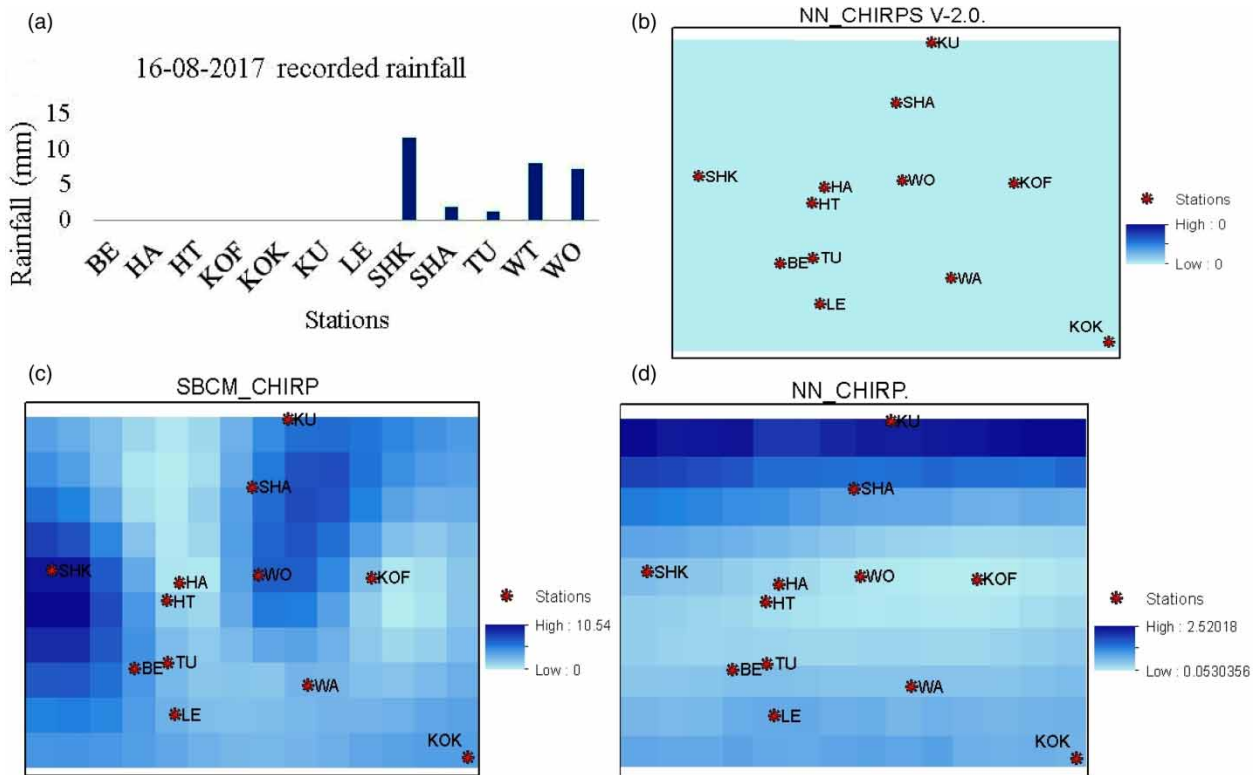 (a)
16-08-2017 recorded rainfall
Rainfall (mm)
15
10
5
0
BE
HA
HT
KOF
KOK
KU
LE
SHK
SHA
TU
WT
WO
Stations
(b)
NN_CHIRPS V-2.0.
KU
SHA
SHK
HA
WO
KOF
HT
BE
TU
WA
LE
KOK
Stations
High : 0
Low : 0
(c)
SBCM_CHIRP
KU
SHA
SHK
HA
WO
KOF
HT
BE
TU
WA
LE
KOK
Stations
High : 10.54
Low : 0
(d)
NN_CHIRP.
KU
SHA
SHK
HA
WO
KOF
HT
BE
TU
WA
LE
KOK
Stations
High : 2.52018
Low : 0.0530356